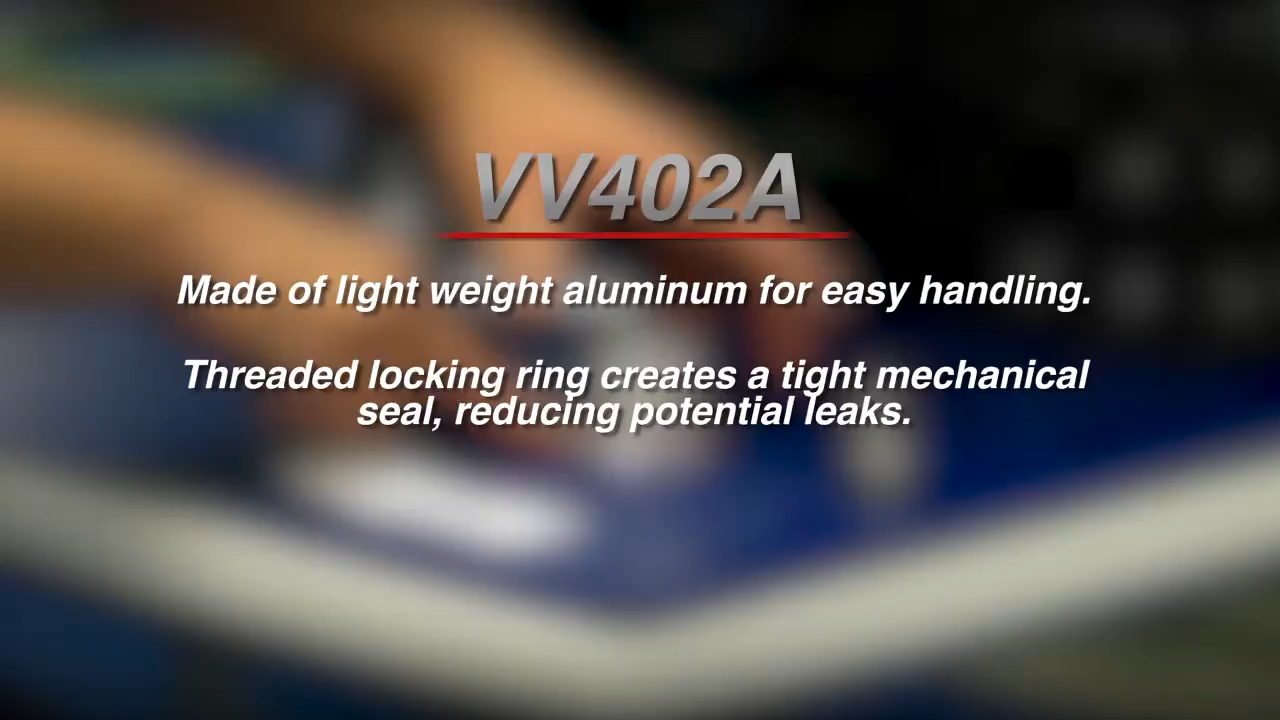 VV402A
Made of light weight aluminum for easy handling.
Threaded locking ring creates a tight mechanical
seal, reducing potential leaks.